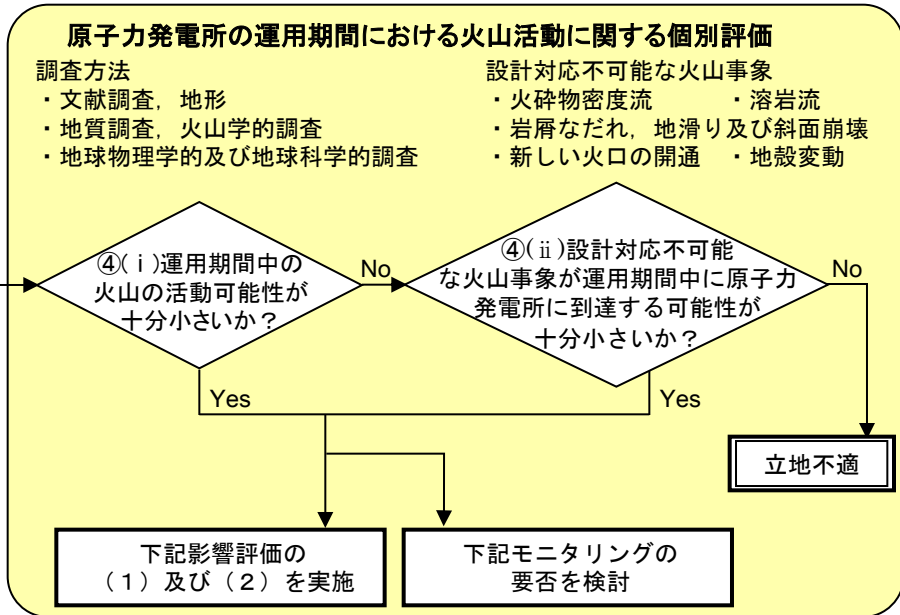 原子力発電所の運用期間における火山活動に関する個別評価
調査方法
・文献調査，地形
・地質調査，火山学的調査
・地球物理学的及び地球科学的調査
設計対応不可能な火山事象
・火砕物密度流　・溶岩流
・岩屑なだれ，地滑り及び斜面崩壊
・新しい火口の開通　・地殻変動
④(ⅰ)運用期間中の
火山の活動可能性が
十分小さいか？
No
④(ⅱ)設計対応不可能
な火山事象が運用期間中に原子力
発電所に到達する可能性が
十分小さいか？
No
Yes
Yes
立地不適
下記影響評価の
（１）及び（２）を実施
下記モニタリングの
要否を検討